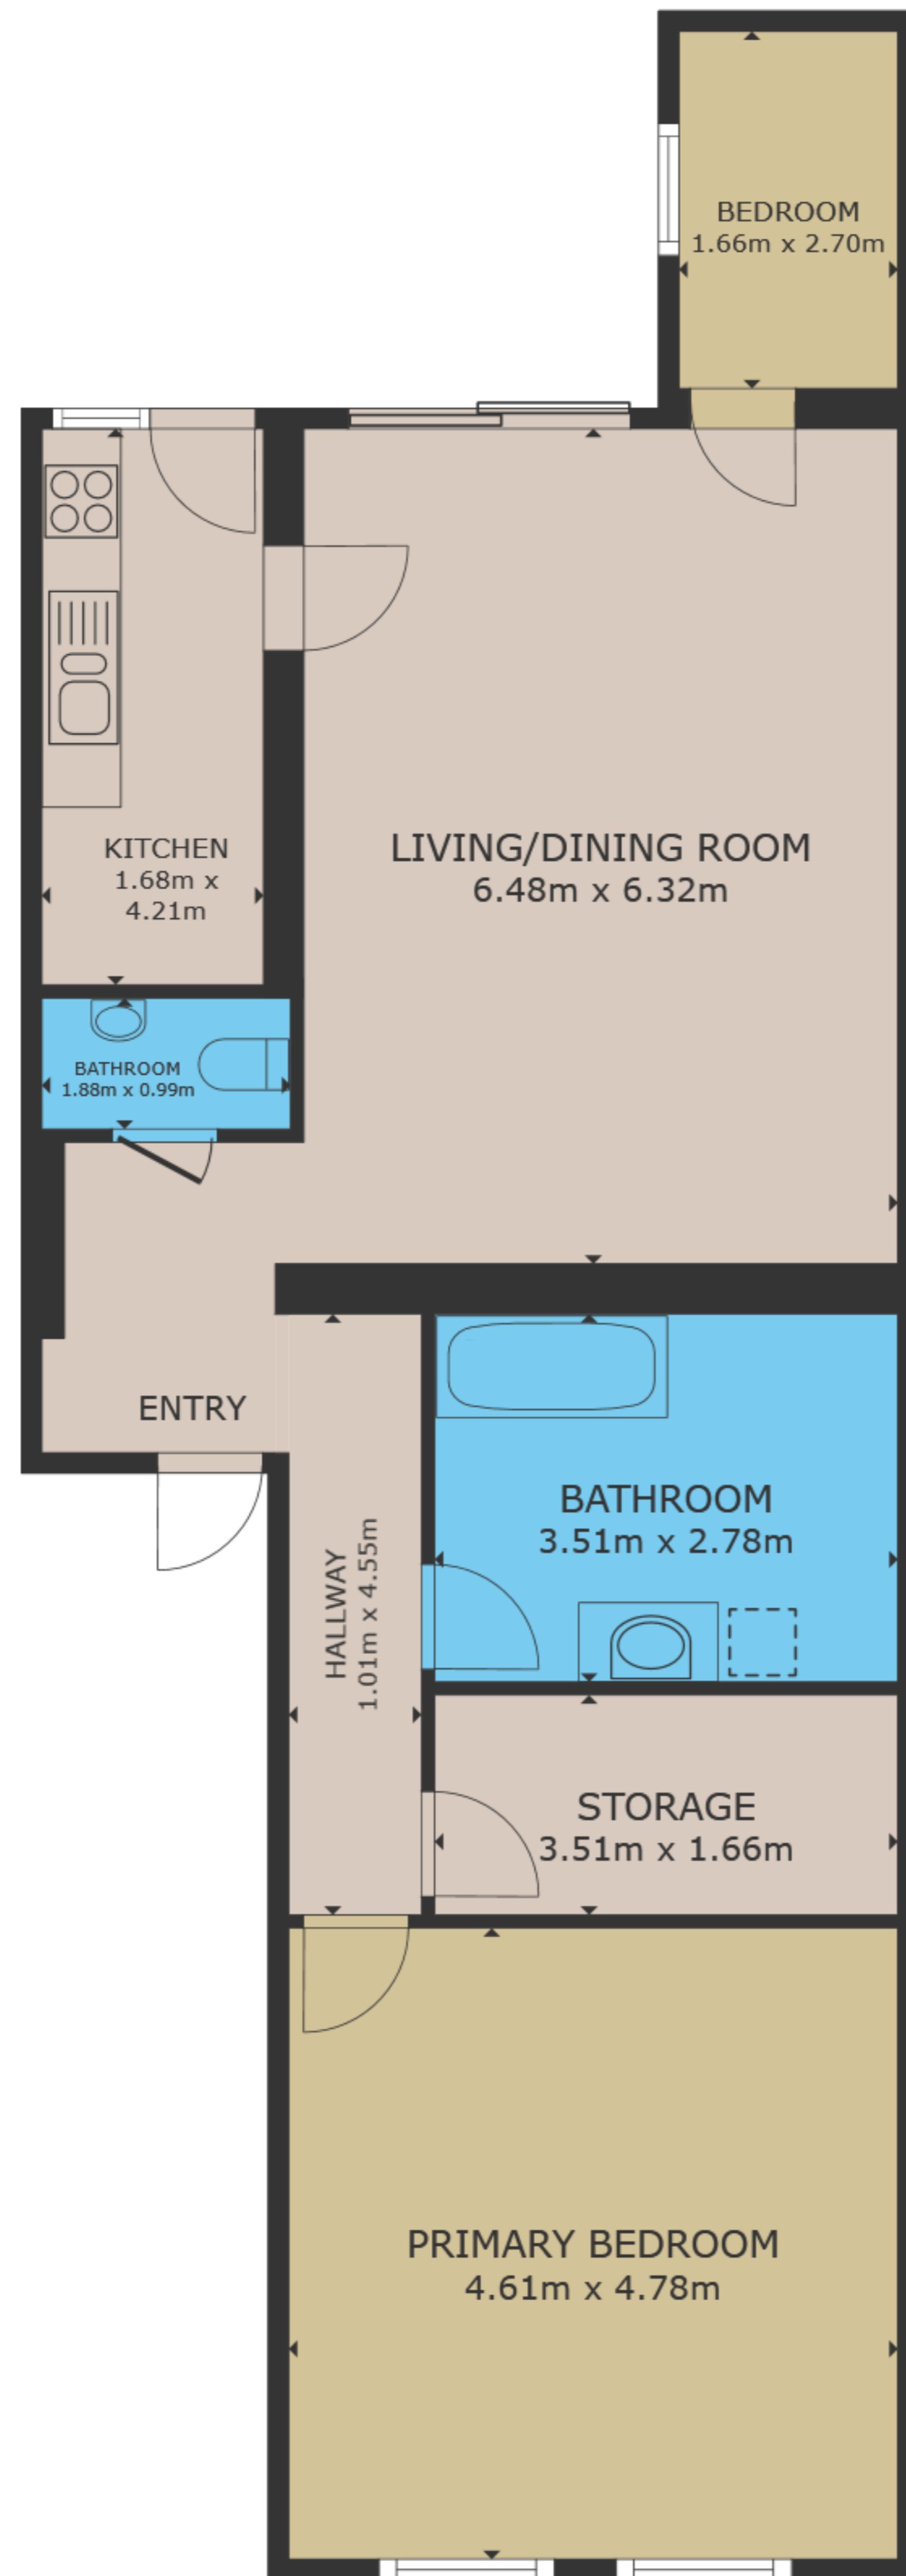 BEDROOM
1.66m x 2.70m
KITCHEN
1.68m x
4.21m
LIVING/DINING ROOM
6.48m x 6.32m
BATHROOM
1.88m x 0.99m
ENTRY
HALLWAY
1.01m x 4.55m
BATHROOM
3.51m x 2.78m
STORAGE
3.51m x 1.66m
PRIMARY BEDROOM
4.61m x 4.78m